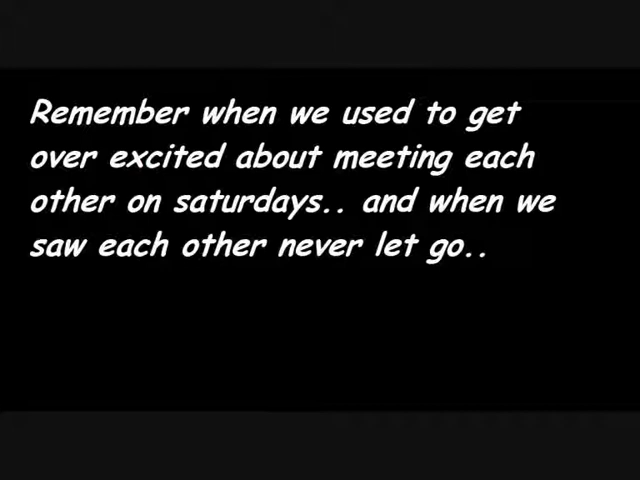 Remember when we used to get
over excited about meeting each
other on saturdays.. and when we
saw each other never let go..